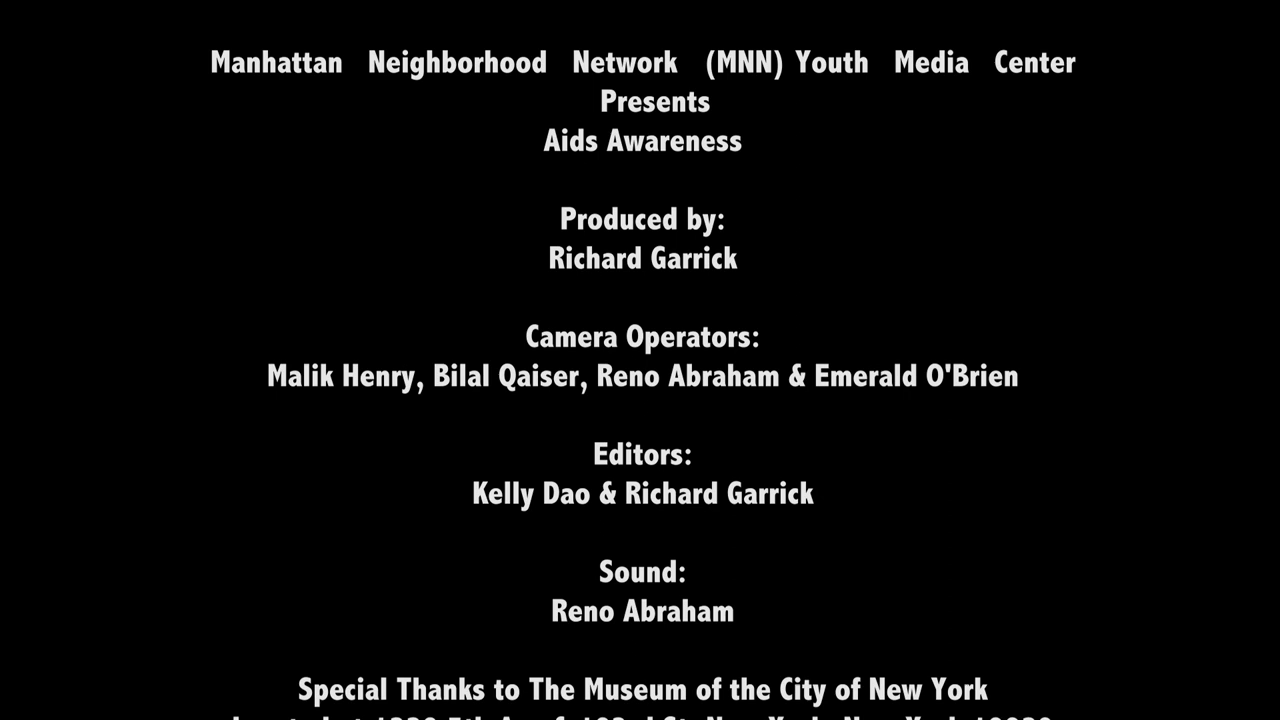 Manhattan Neighborhood Network (MNN) Youth Media Center
Presents
Aids Awareness
Produced by:
Richard Garrick
Camera Operators:
Malik Henry, Bilal Qaiser, Reno Abraham & Emerald O'Brien
Editors:
Kelly Dao & Richard Garrick
Sound:
Reno Abraham
Special Thanks to The Museum of the City of New York